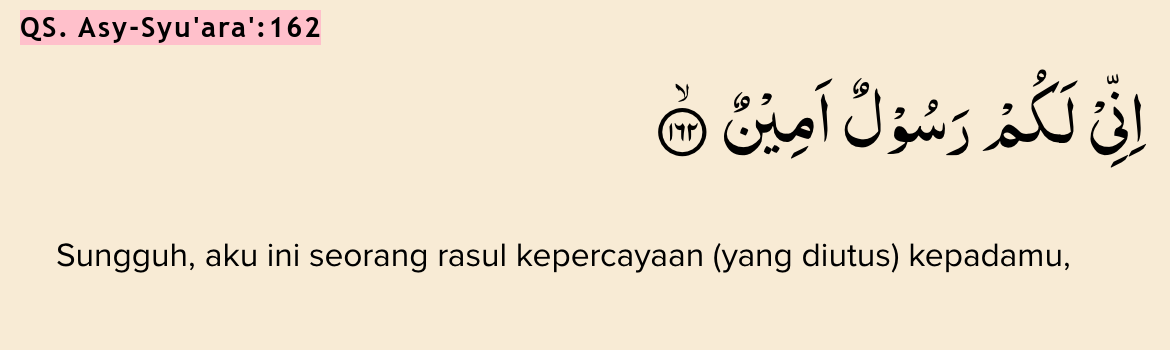 QS. Asy-Syu'ara':162
اِنِّيْ لَكُمْ رَسُوْلٌ اَمِيْنٌ ۙ ١٦٢
Sungguh, aku ini seorang rasul kepercayaan (yang diutus) kepadamu,